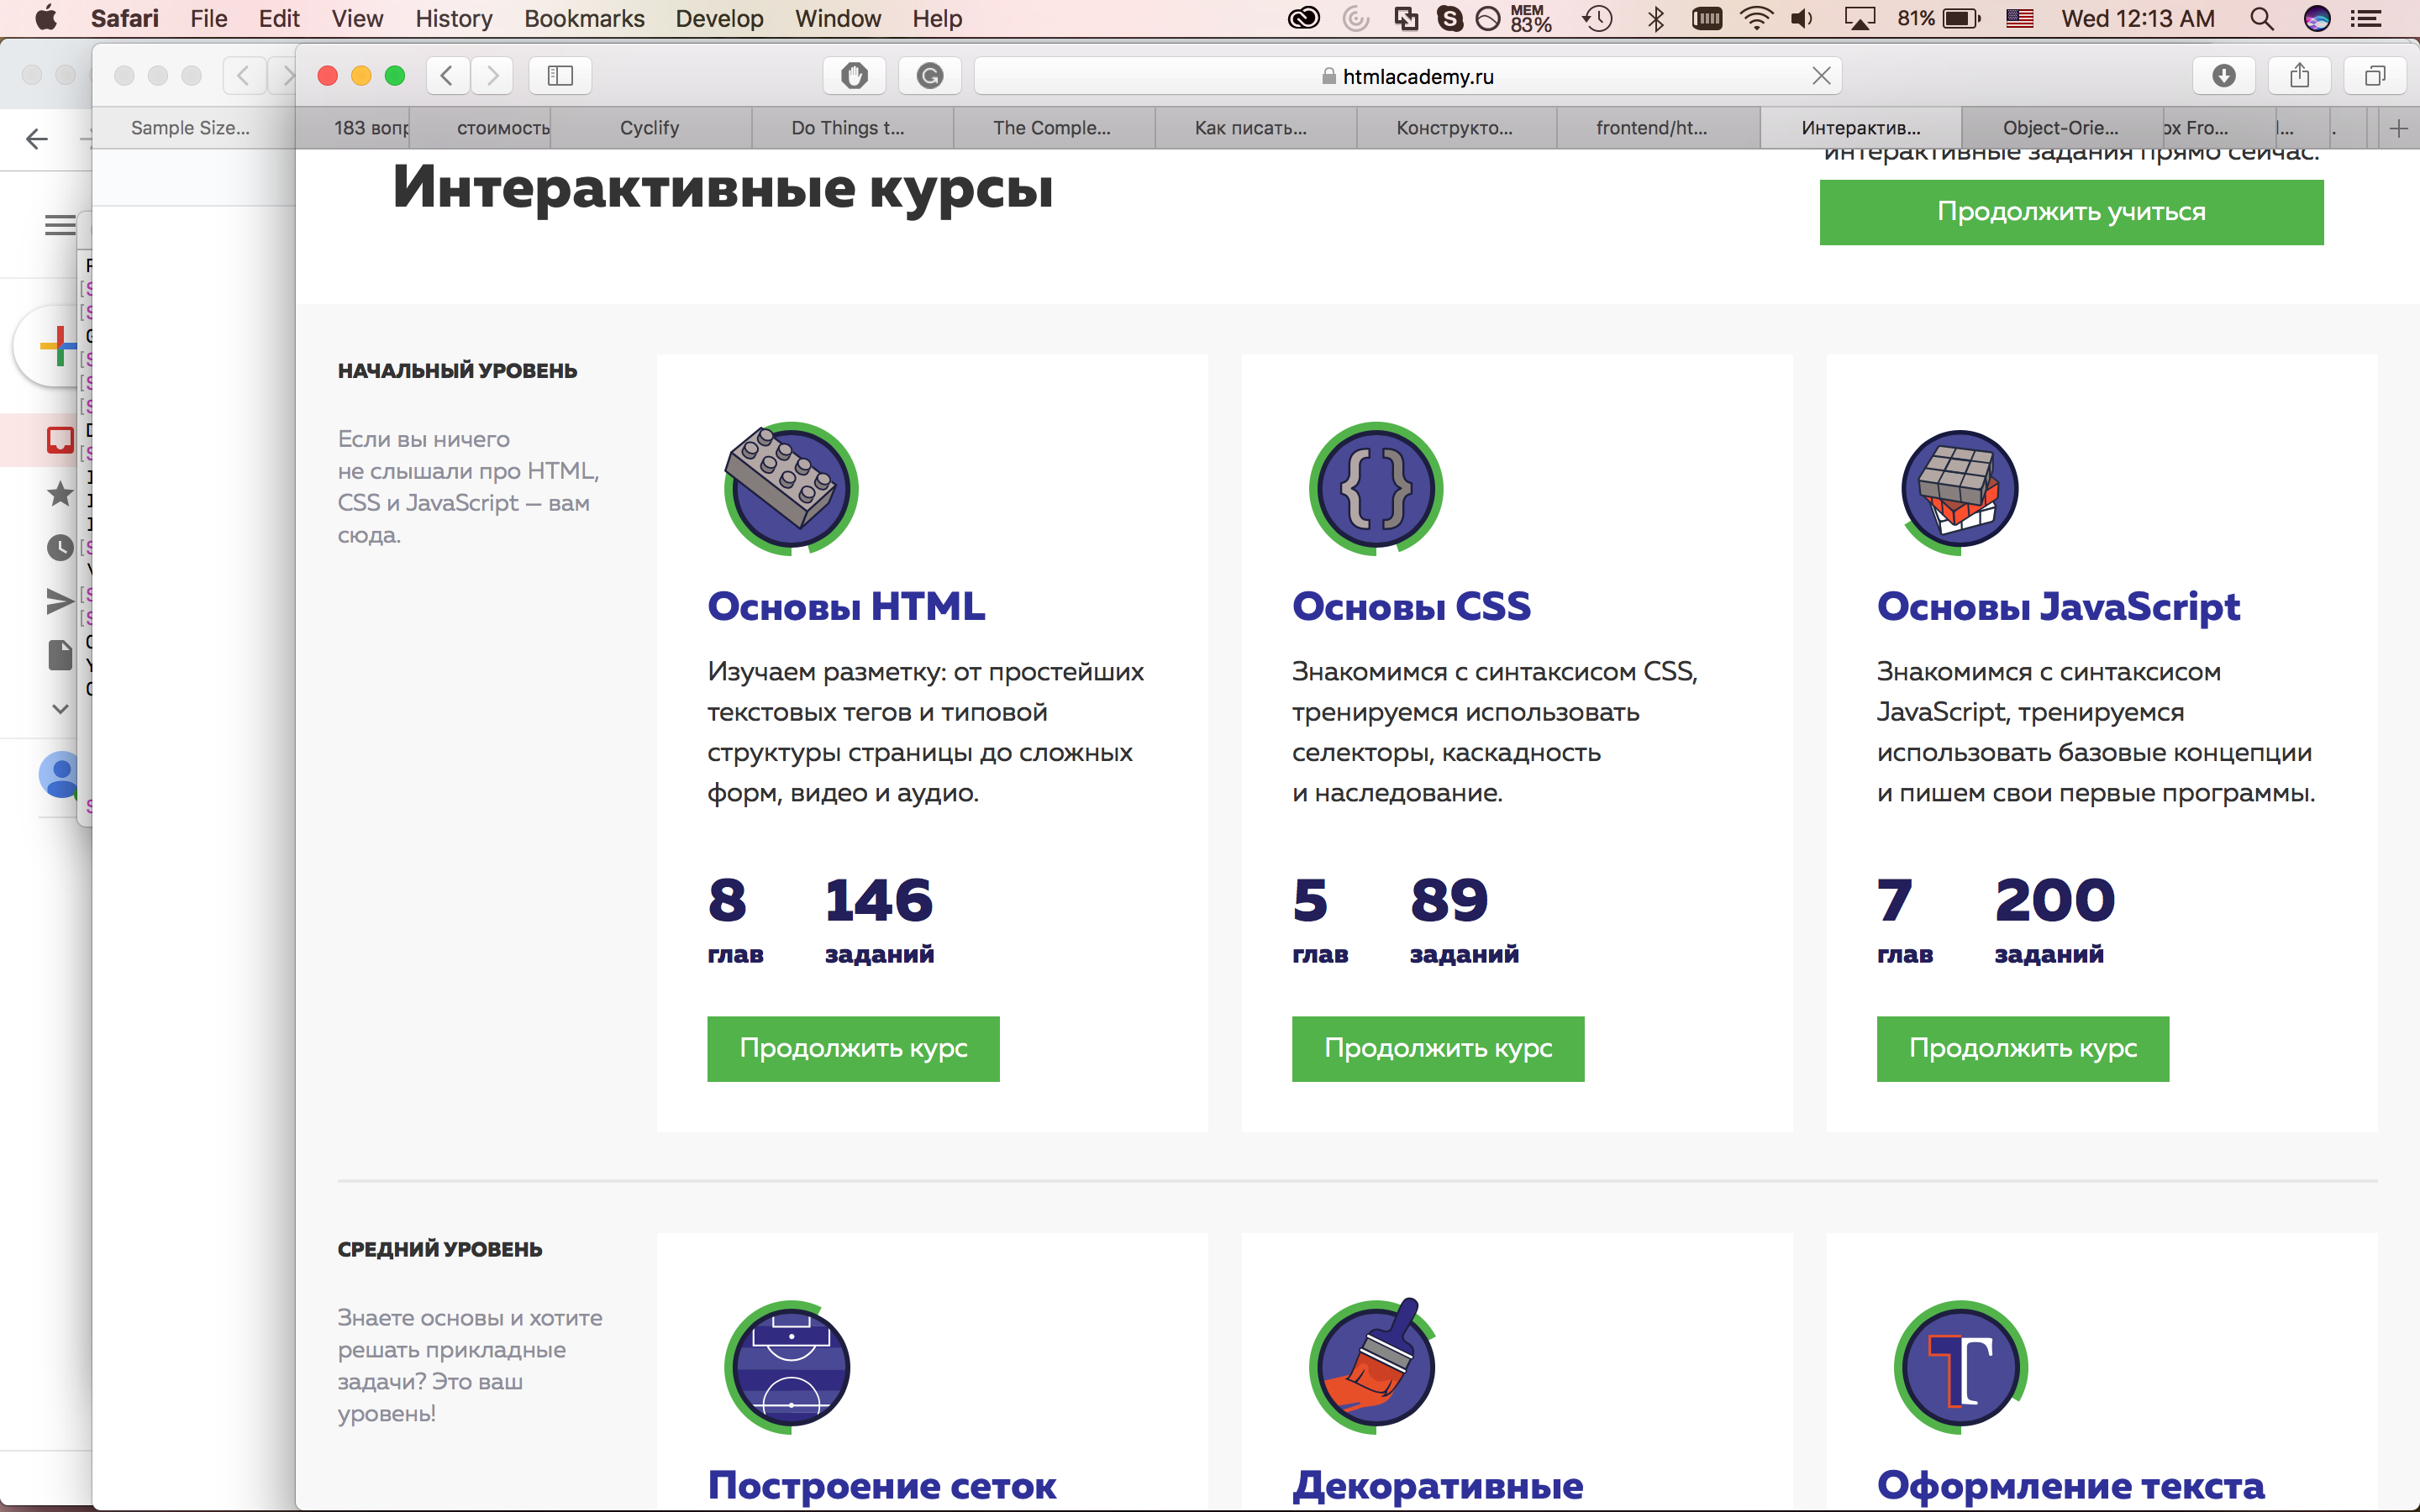 Safari File Edit View History Bookmarks Develop Window Help
MEM
83%
81%
Wed 12:13 AM
htmlacademy.ru
Sample Size...
183 вопр
стоимость
Cyclify
Do Things t...
The Comple...
Как писать...
Конструкто...
frontend/ht...
Интерактив...
Object-Orie...
ox Fro...
интерактивные задания прямо сейчас.
Интерактивные курсы
Продолжить учиться
НАЧАЛЬНЫЙ УРОВЕНЬ
Если вы ничего
не слышали про HTML,
CSS и JavaScript — вам
сюда.
Основы HTML
Изучаем разметку: от простейших
текстовых тегов и типовой
структуры страницы до сложных
форм, видео и аудио.
8 146
глав заданий
Продолжить курс
Основы CSS
Знакомимся с синтаксисом CSS,
тренируемся использовать
селекторы, каскадность
и наследование.
5 89
глав заданий
Продолжить курс
Основы JavaScript
Знакомимся с синтаксисом
JavaScript, тренируемся
использовать базовые концепции
и пишем свои первые программы.
7 200
глав заданий
Продолжить курс
СРЕДНИЙ УРОВЕНЬ
Знаете основы и хотите
решать прикладные
задачи? Это ваш
уровень!
Построение сеток
Декоративные
Оформление текста